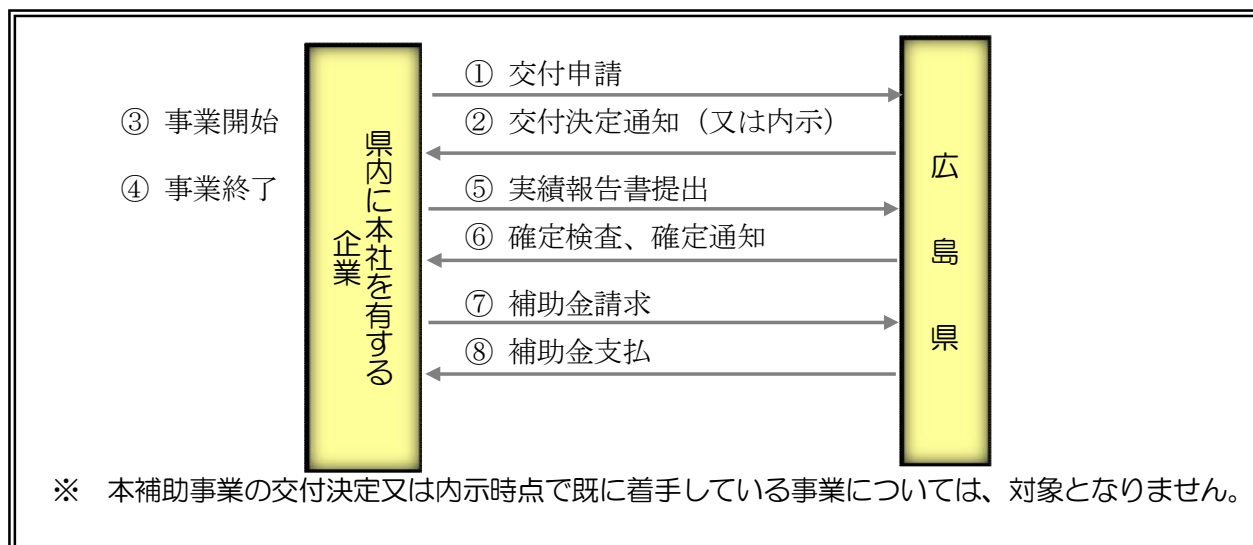 ① 交付申請
③ 事業開始
② 交付決定通知（又は内示）
④ 事業終了
⑤ 実績報告書提出
⑥ 確定検査、確定通知
⑦ 補助金請求
⑧ 補助金支払
県内に本社を有する
企業
広島県
※ 本補助事業の交付決定又は内示時点で既に着手している事業については、対象となりません。